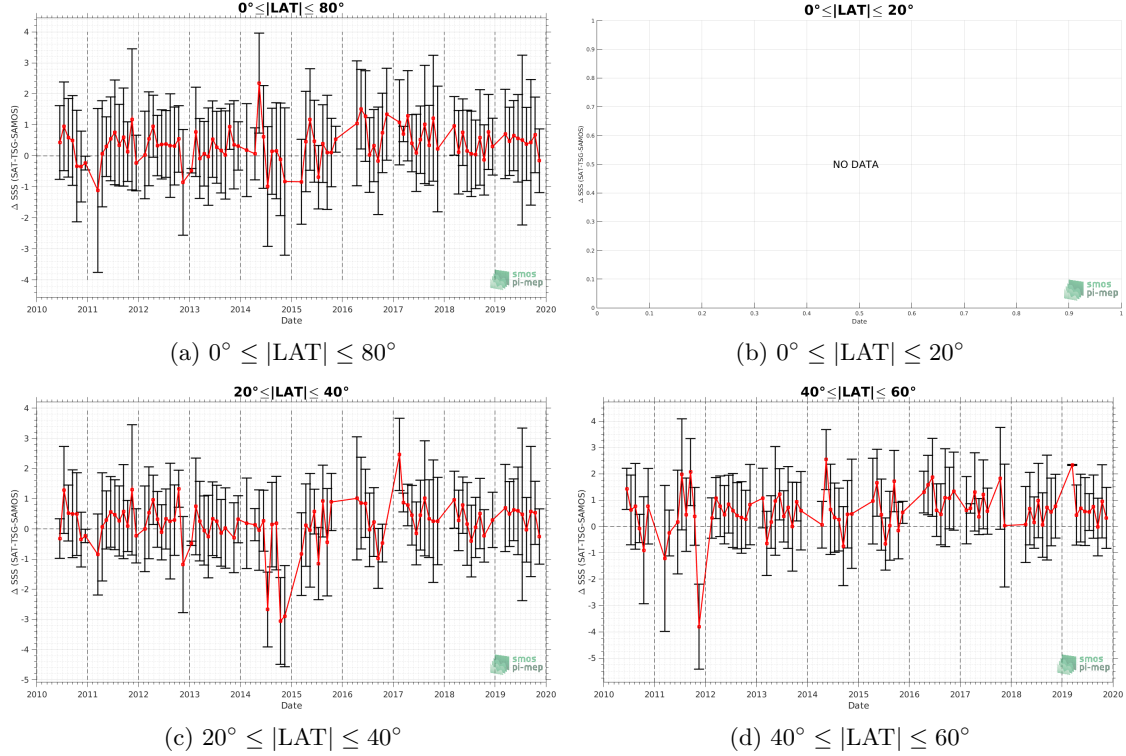 0°≤|LAT|≤ 80°
Δ SSS (SAT-TSG-SAMOS)
4
3
2
1
0
-1
-2
-3
-4
2010 2011 2012 2013 2014 2015 2016 2017 2018 2019 2020
Date
smos
pi-mep
(a) 0° ≤ |LAT| ≤ 80°
0°≤|LAT|≤ 20°
Δ SSS (SAT-TSG-SAMOS)
1
0.9
0.8
0.7
0.6
0.5
0.4
0.3
0.2
0.1
0
NO DATA
0 0.1 0.2 0.3 0.4 0.5 0.6 0.7 0.8 0.9 1
Date
smos
pi-mep
(b) 0° ≤ |LAT| ≤ 20°
20°≤|LAT|≤ 40°
Δ SSS (SAT-TSG-SAMOS)
4
3
2
1
0
-1
-2
-3
-4
-5
2010 2011 2012 2013 2014 2015 2016 2017 2018 2019 2020
Date
smos
pi-mep
(c) 20° ≤ |LAT| ≤ 40°
40°≤|LAT|≤ 60°
Δ SSS (SAT-TSG-SAMOS)
4
3
2
1
0
-1
-2
-3
-4
-5
2010 2011 2012 2013 2014 2015 2016 2017 2018 2019 2020
Date
smos
pi-mep
(d) 40° ≤ |LAT| ≤ 60°